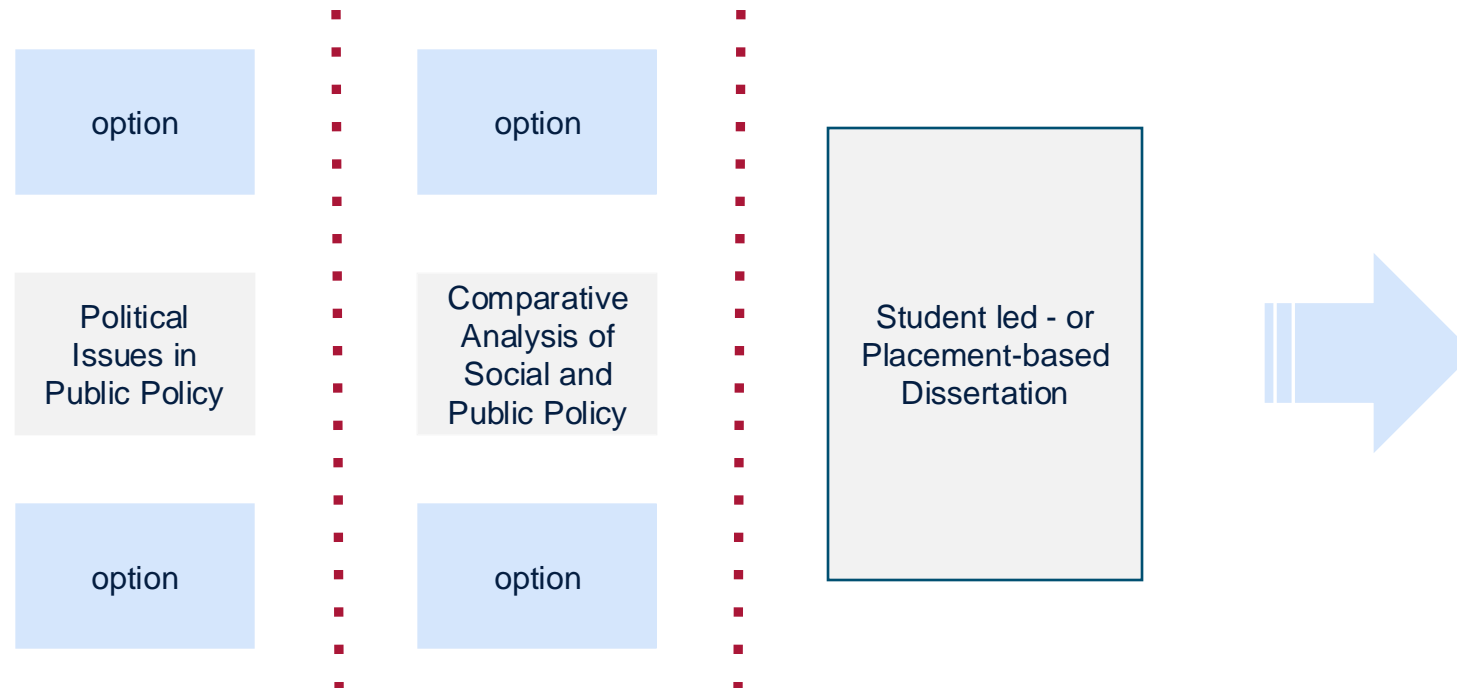 option
Political
Issues in
Public Policy
option
option
Comparative
Analysis of
Social and
Public Policy
option
Student led - or
Placement-based
Dissertation